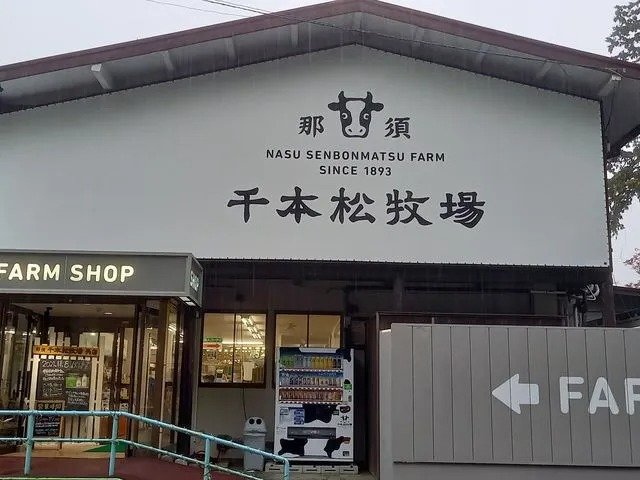 那 須
NASU SENBONMATSU FARM
SINCE 1893
千本松牧場
FARM SHOP
FAR